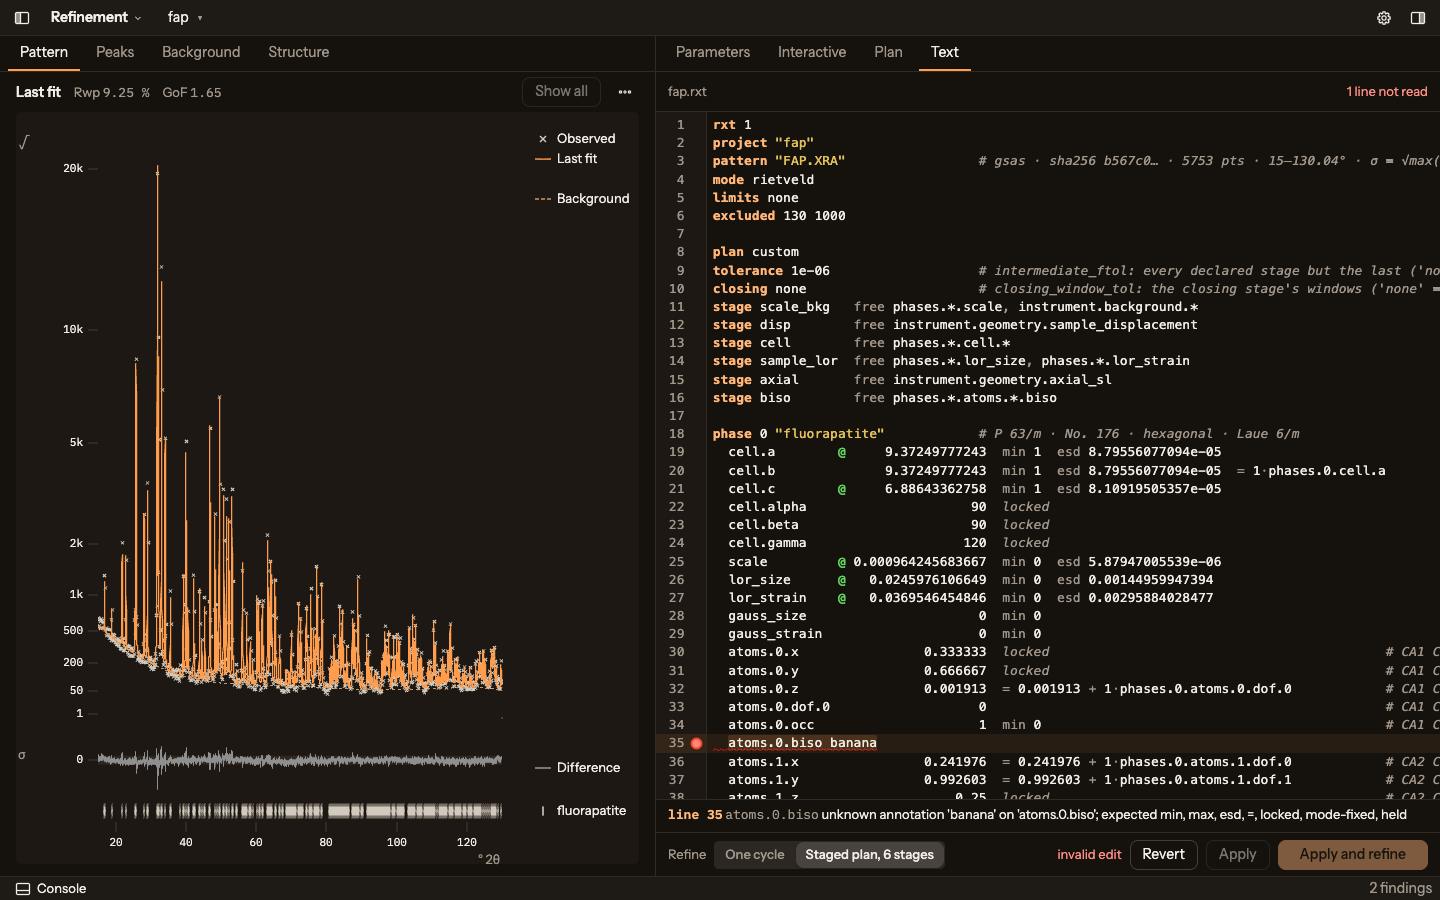 Refinement fap
Pattern Peaks Background Structure
Last fit Rwp 9.25 % GoF 1.65 Show all
√
Observed
Last fit
Background
20k
10k
5k
2k
1k
500
200
50
1
σ
0
Difference
fluorapatite
20 40 60 80 100 120
°2θ
Parameters Interactive Plan Text
fap.rxt 1 line not read
1 rxt 1
2 project "fap"
3 pattern "FAP.XRA" # gsas · sha256 b567c0… · 5753 pts · 15–130.04° · σ = √max(
4 mode rietveld
5 limits none
6 excluded 130 1000
7
8 plan custom
9 tolerance 1e-06 # intermediate_ftol: every declared stage but the last ('no
10 closing none # closing_window_tol: the closing stage's windows ('none' =
11 stage scale_bkg free phases.*.scale, instrument.background.*
12 stage disp free instrument.geometry.sample_displacement
13 stage cell free phases.*.cell.*
14 stage sample_lor free phases.*.lor_size, phases.*.lor_strain
15 stage axial free instrument.geometry.axial_sl
16 stage biso free phases.*.atoms.*.biso
17
18 phase 0 "fluorapatite" # P 63/m · No. 176 · hexagonal · Laue 6/m
19 cell.a @ 9.37249777243 min 1 esd 8.79556077094e-05
20 cell.b 9.37249777243 min 1 esd 8.79556077094e-05 = 1·phases.0.cell.a
21 cell.c @ 6.88643362758 min 1 esd 8.10919505357e-05
22 cell.alpha 90 locked
23 cell.beta 90 locked
24 cell.gamma 120 locked
25 scale @ 0.000964245683667 min 0 esd 5.87947005539e-06
26 lor_size @ 0.0245976106649 min 0 esd 0.00144959947394
27 lor_strain @ 0.0369546454846 min 0 esd 0.00295884028477
28 gauss_size 0 min 0
29 gauss_strain 0 min 0
30 atoms.0.x 0.333333 locked # CA1 C
31 atoms.0.y 0.666667 locked # CA1 C
32 atoms.0.z 0.001913 = 0.001913 + 1·phases.0.atoms.0.dof.0 # CA1 C
33 atoms.0.dof.0 0 # CA1 C
34 atoms.0.occ 1 min 0 # CA1 C
35 atoms.0.biso banana
36 atoms.1.x 0.241976 = 0.241976 + 1·phases.0.atoms.1.dof.0 # CA2 C
37 atoms.1.y 0.992603 = 0.992603 + 1·phases.0.atoms.1.dof.1 # CA2 C
38 atoms.1.z 0.25 locked # CA2 C
line 35 atoms.0.biso unknown annotation 'banana' on 'atoms.0.biso'; expected min, max, esd, =, locked, mode-fixed, held
Refine One cycle Staged plan, 6 stages invalid edit Revert Apply Apply and refine
Console 2 findings